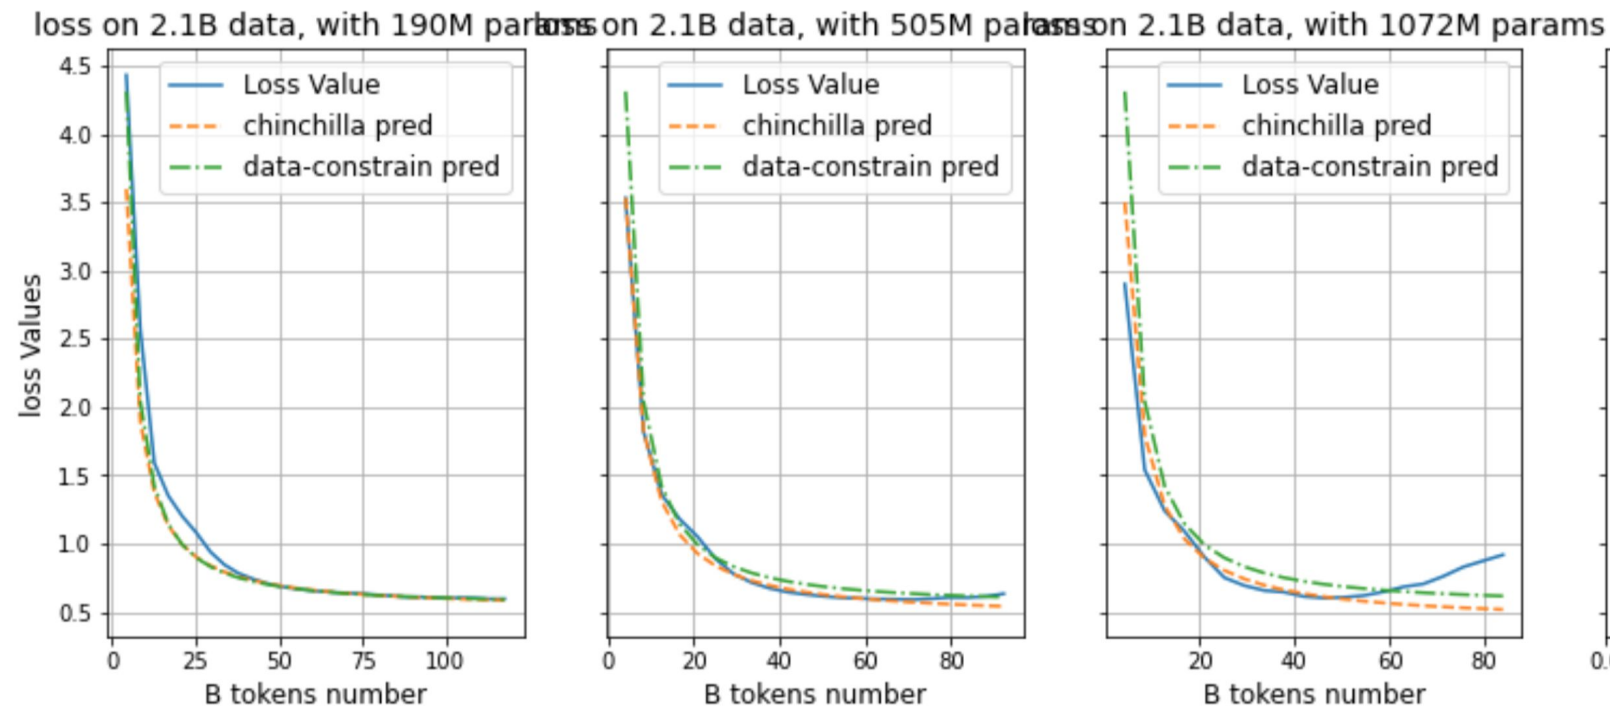 loss on 2.1B data, with 190M params
loss on 2.1B data, with 505M params
loss on 2.1B data, with 1072M params
loss Values
4.5
4.0
3.5
3.0
2.5
2.0
1.5
1.0
0.5
Loss Value
chinchilla pred
data-constrain pred
0 25 50 75 100
B tokens number
Loss Value
chinchilla pred
data-constrain pred
0 20 40 60 80
B tokens number
Loss Value
chinchilla pred
data-constrain pred
20 40 60 80
B tokens number